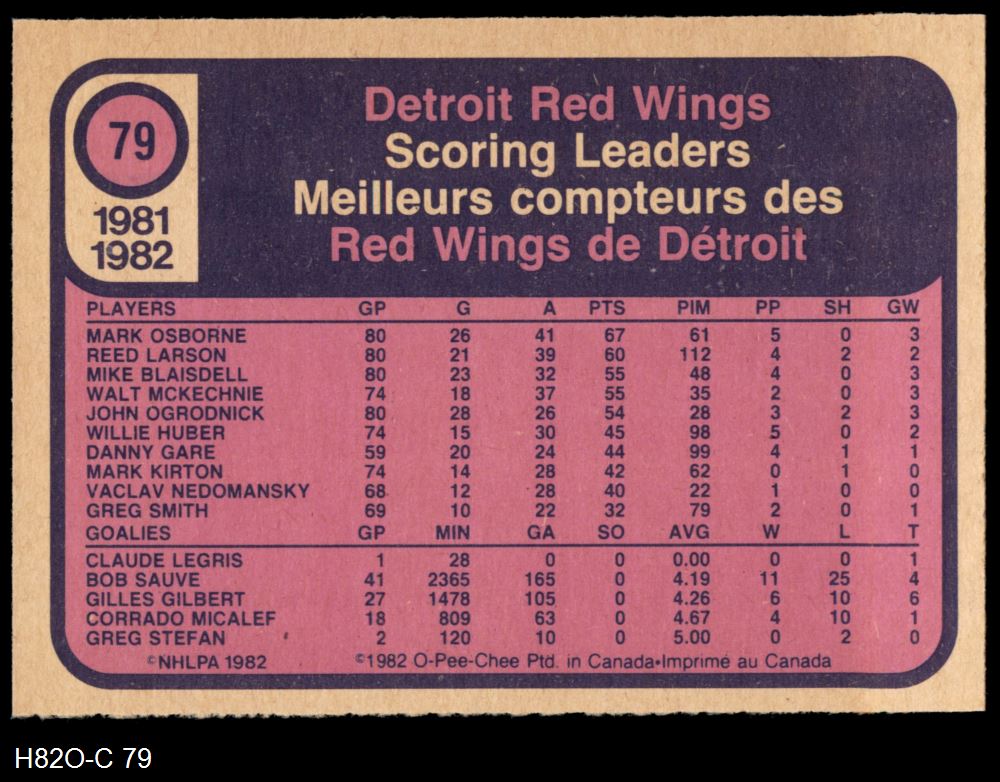 79
1981
1982
Detroit Red Wings
Scoring Leaders
Meilleurs compteurs des
Red Wings de Détroit
PLAYERS GP G A PTS PIM PP SH GW
MARK OSBORNE 80 26 41 67 61 5 0 3
REED LARSON 80 21 39 60 112 4 2 2
MIKE BLAISDELL 80 23 32 55 48 4 0 3
WALT MCKECHNIE 74 18 37 55 35 2 0 3
JOHN OGRODNICK 80 28 26 54 28 3 2 3
WILLIE HUBER 74 15 30 45 98 5 0 2
DANNY GARE 59 20 24 44 99 4 1 1
MARK KIRTON 74 14 28 42 62 0 1 0
VACLAV NEDOMANSKY 68 12 28 40 22 1 0 0
GREG SMITH 69 10 22 32 79 2 0 1
GOALIES GP MIN GA SO AVG W L T
CLAUDE LEGRIS 1 28 0 0 0.00 0 0 1
BOB SAUVE 41 2365 165 0 4.19 11 25 4
GILLES GILBERT 27 1478 105 0 4.26 6 10 6
CORRADO MICALEF 18 809 63 0 4.67 4 10 1
GREG STEFAN 2 120 10 0 5.00 0 2 0
©NHLPA 1982 ©1982 O-Pee-Chee Ptd. in Canada•Imprimé au Canada
H82O-C 79